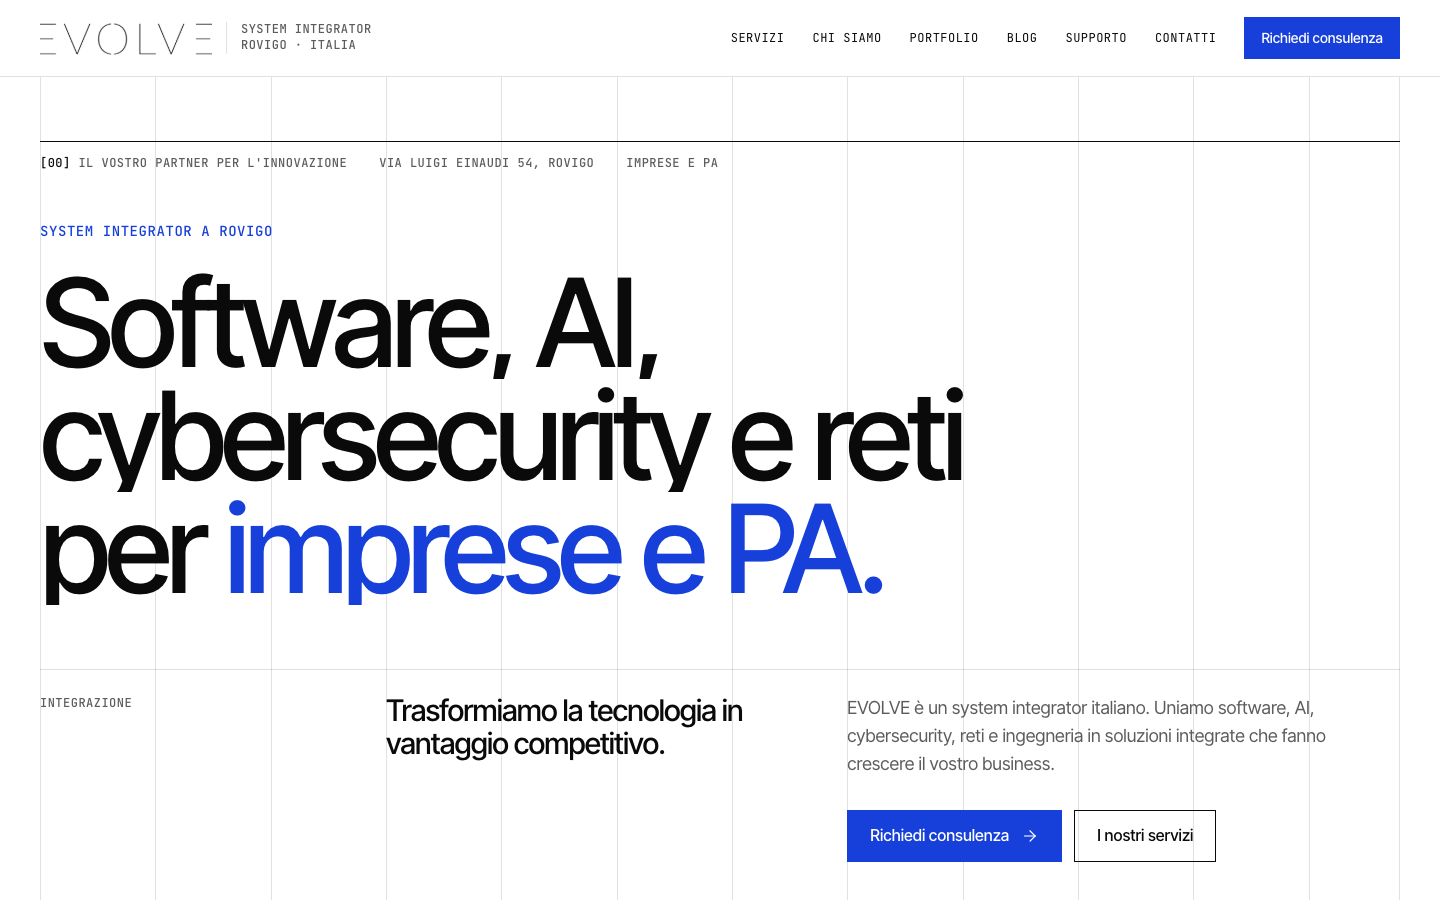 EVOLVE
SYSTEM INTEGRATOR
ROVIGO · ITALIA
SERVIZI
CHI SIAMO
PORTFOLIO
BLOG
SUPPORTO
CONTATTI
Richiedi consulenza
[00] IL VOSTRO PARTNER PER L'INNOVAZIONE
VIA LUIGI EINAUDI 54, ROVIGO
IMPRESE E PA
SYSTEM INTEGRATOR A ROVIGO
Software, AI,
cybersecurity e reti
per imprese e PA.
INTEGRAZIONE
Trasformiamo la tecnologia in
vantaggio competitivo.
EVOLVE è un system integrator italiano. Uniamo software, AI,
cybersecurity, reti e ingegneria in soluzioni integrate che fanno
crescere il vostro business.
Richiedi consulenza →
I nostri servizi